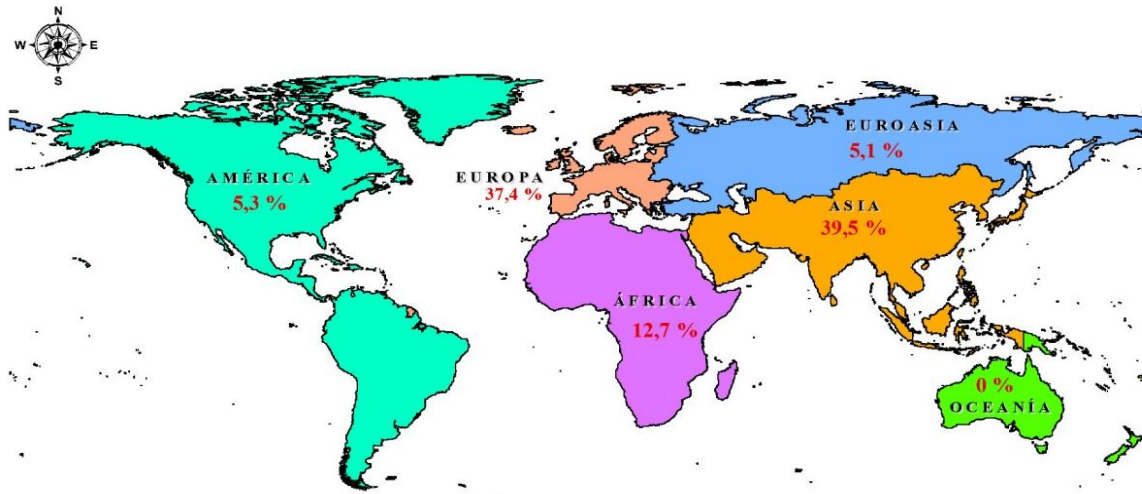 N
W E
S
AMÉRICA
5,3 %
EUROPA
37,4 %
EUROASIA
5,1 %
ASIA
39,5 %
ÁFRICA
12,7 %
0 %
OCEANÍA